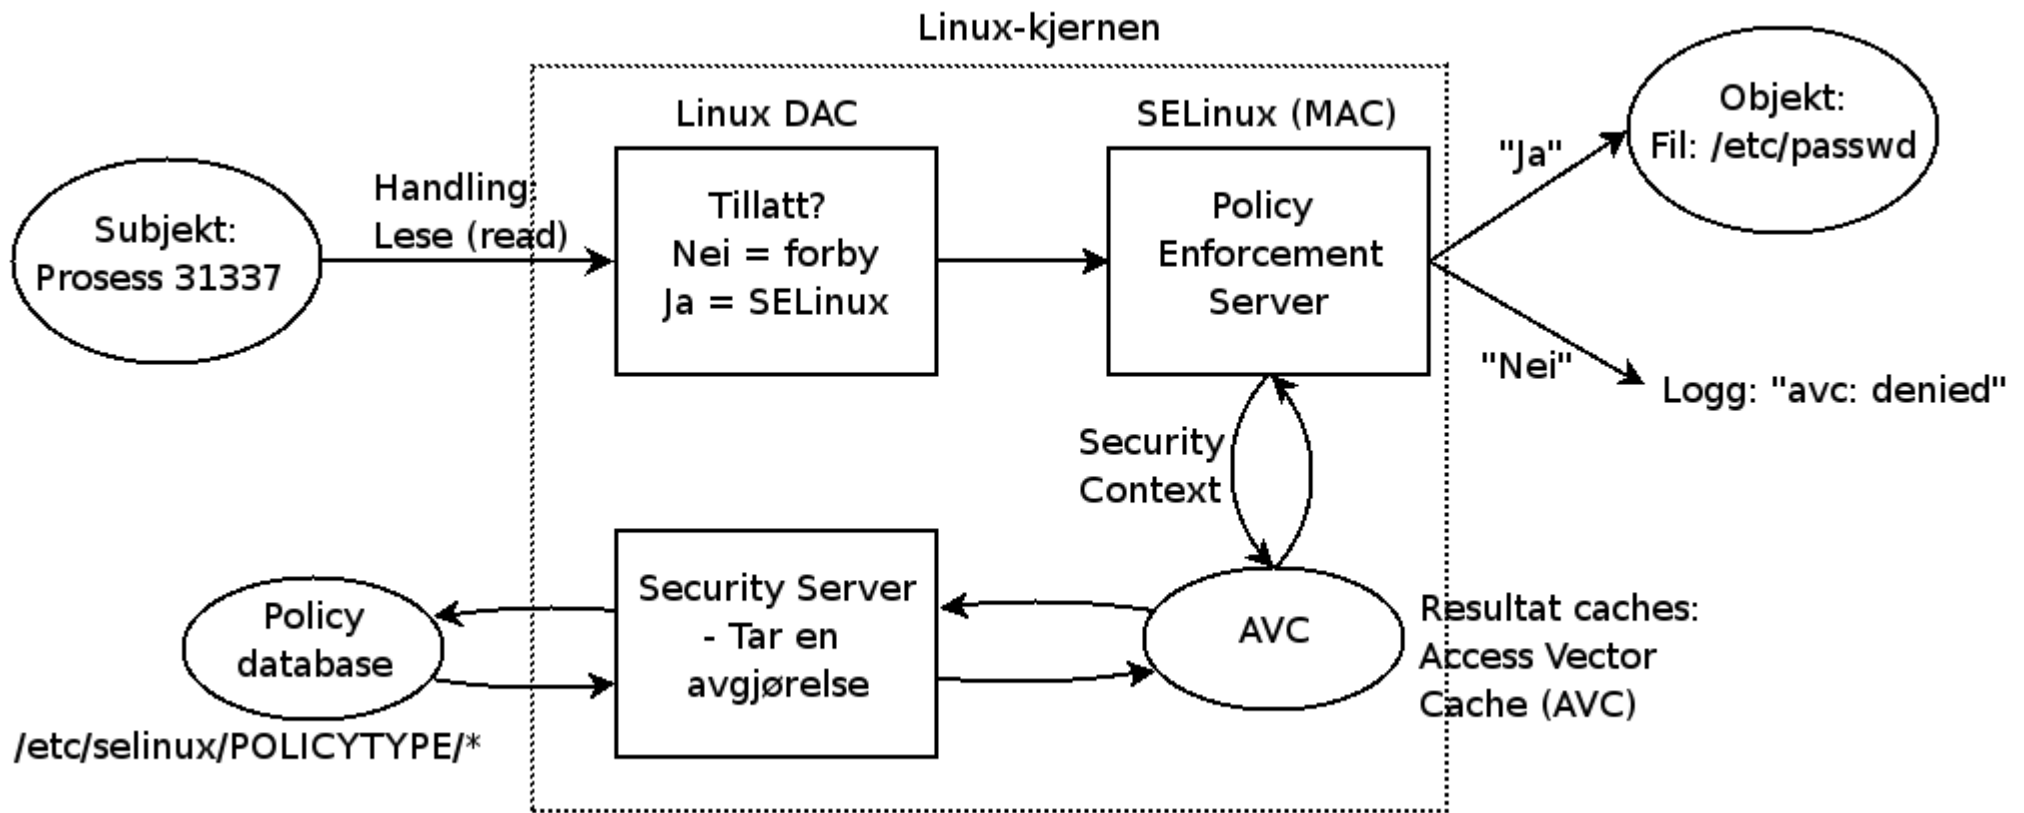 Linux-kjernen
Linux DAC
SELinux (MAC)
Subjekt:
Prosess 31337
Handling:
Lese (read)
Tillatt?
Nei = forby
Ja = SELinux
Policy
Enforcement
Server
"Ja"
Objekt:
Fil: /etc/passwd
"Nei"
Logg: "avc: denied"
Security
Context
Policy
database
/etc/selinux/POLICYTYPE/*
Security Server
- Tar en
avgjørelse
AVC
Resultat caches:
Access Vector
Cache (AVC)